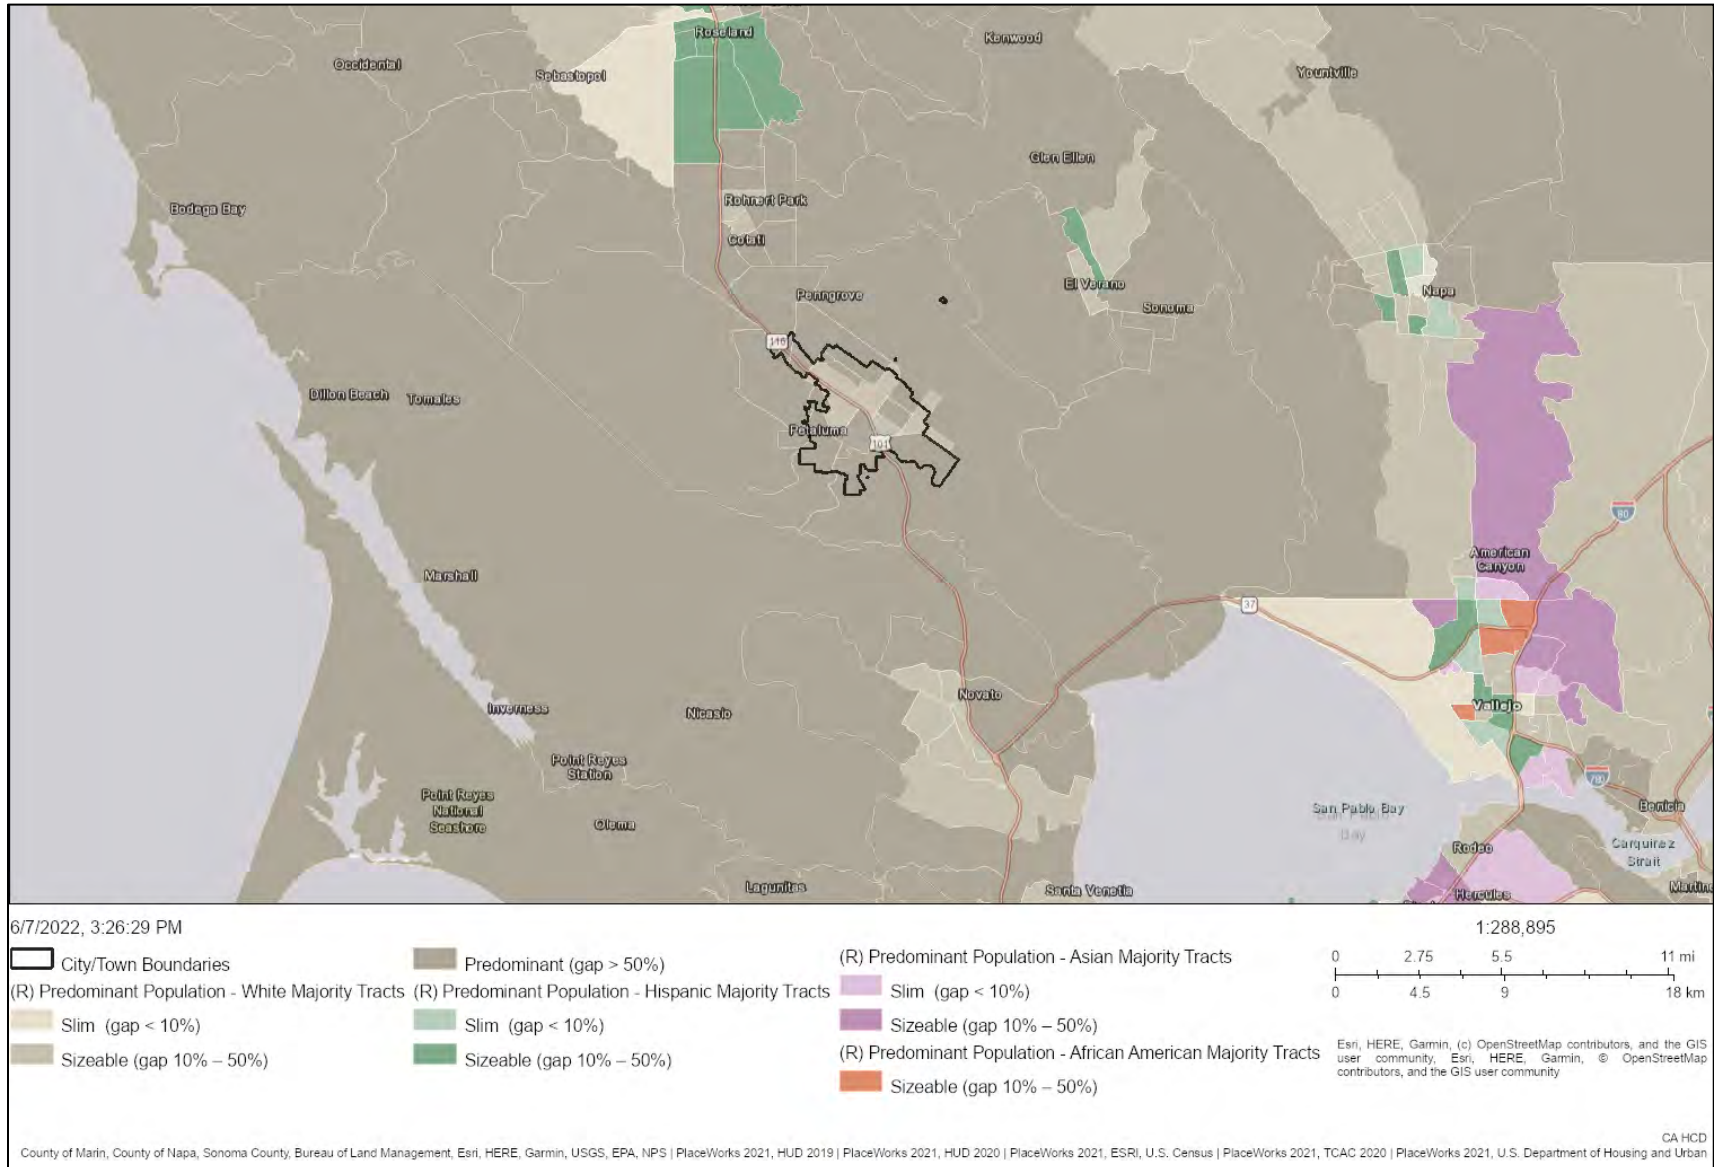 Roseland
Kenwood
Occidental
Sebastopol
Yountville
Glen Ellen
Rohnert Park
Bodega Bay
Cotati
El Verano
Penngrove
Napa
Sonoma
116
Dillon Beach
Tomales
Petaluma
101
80
American
Canyon
Marshall
37
Novato
Inverness
Nicasio
Vallejo
Point Reyes
Station
780
Point Reyes
National
Seashore
Olema
San Pablo Bay
Benicia
Rodeo
Carquinez
Strait
Lagunitas
Santa Venetia
Hercules
6/7/2022, 3:26:29 PM
City/Town Boundaries
(R) Predominant Population - White Majority Tracts
Slim (gap < 10%)
Sizeable (gap 10% – 50%)
Predominant (gap > 50%)
(R) Predominant Population - Hispanic Majority Tracts
Slim (gap < 10%)
Sizeable (gap 10% – 50%)
(R) Predominant Population - Asian Majority Tracts
Slim (gap < 10%)
Sizeable (gap 10% – 50%)
(R) Predominant Population - African American Majority Tracts
Sizeable (gap 10% – 50%)
1:288,895
0 2.75 5.5 11 mi
0 4.5 9 18 km
Esri, HERE, Garmin, (c) OpenStreetMap contributors, and the GIS
user community, Esri, HERE, Garmin, © OpenStreetMap
contributors, and the GIS user community
CA HCD
County of Marin, County of Napa, Sonoma County, Bureau of Land Management, Esri, HERE, Garmin, USGS, EPA, NPS | PlaceWorks 2021, HUD 2019 | PlaceWorks 2021, HUD 2020 | PlaceWorks 2021, ESRI, U.S. Census | PlaceWorks 2021, TCAC 2020 | PlaceWorks 2021, U.S. Department of Housing and Urban